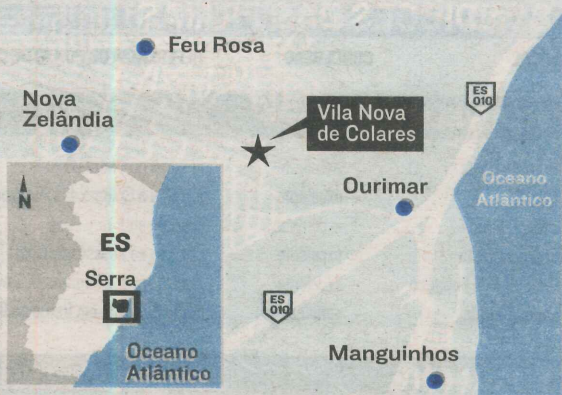 Feu Rosa
Nova
Zelândia
Vila Nova
de Colares
ES
010
Ourimar
Oceano
Atlântico
N
ES
Serra
Oceano
Atlântico
ES
010
Manguinhos